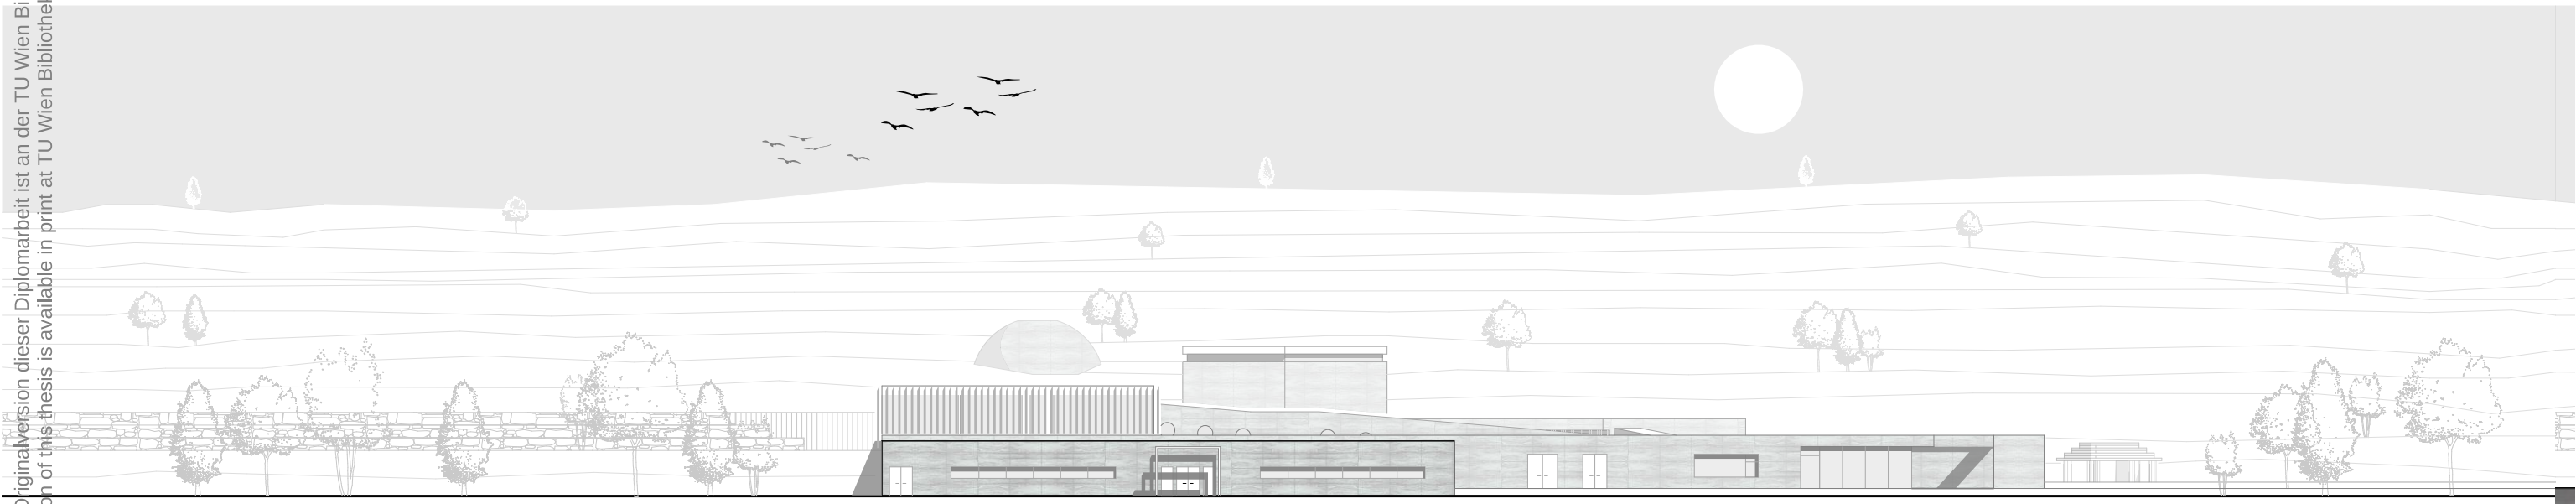 Originalversion dieser Diplomarbeit ist an der TU Wien Bi
on of this thesis is available in print at TU Wien Bibliothek